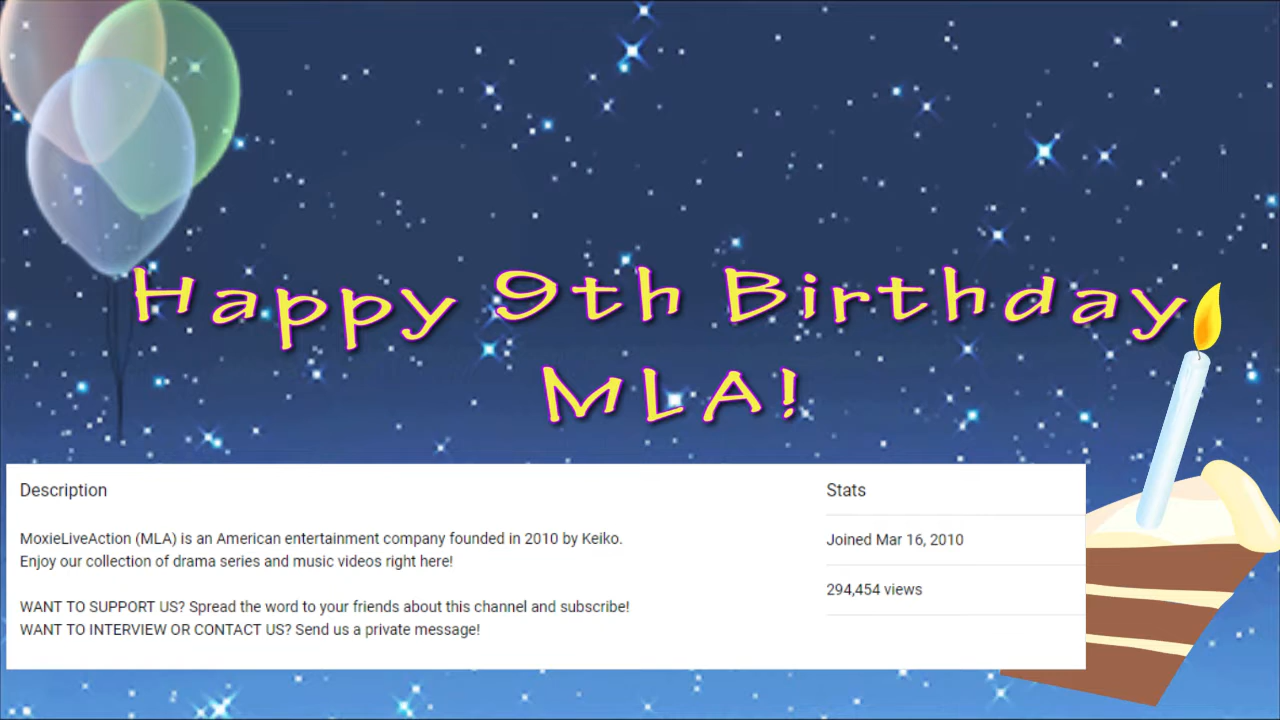 Happy 9th Birthday
MLA!
Description
MoxieLiveAction (MLA) is an American entertainment company founded in 2010 by Keiko.
Enjoy our collection of drama series and music videos right here!
WANT TO SUPPORT US? Spread the word to your friends about this channel and subscribe!
WANT TO INTERVIEW OR CONTACT US? Send us a private message!
Stats
Joined Mar 16, 2010
294,454 views